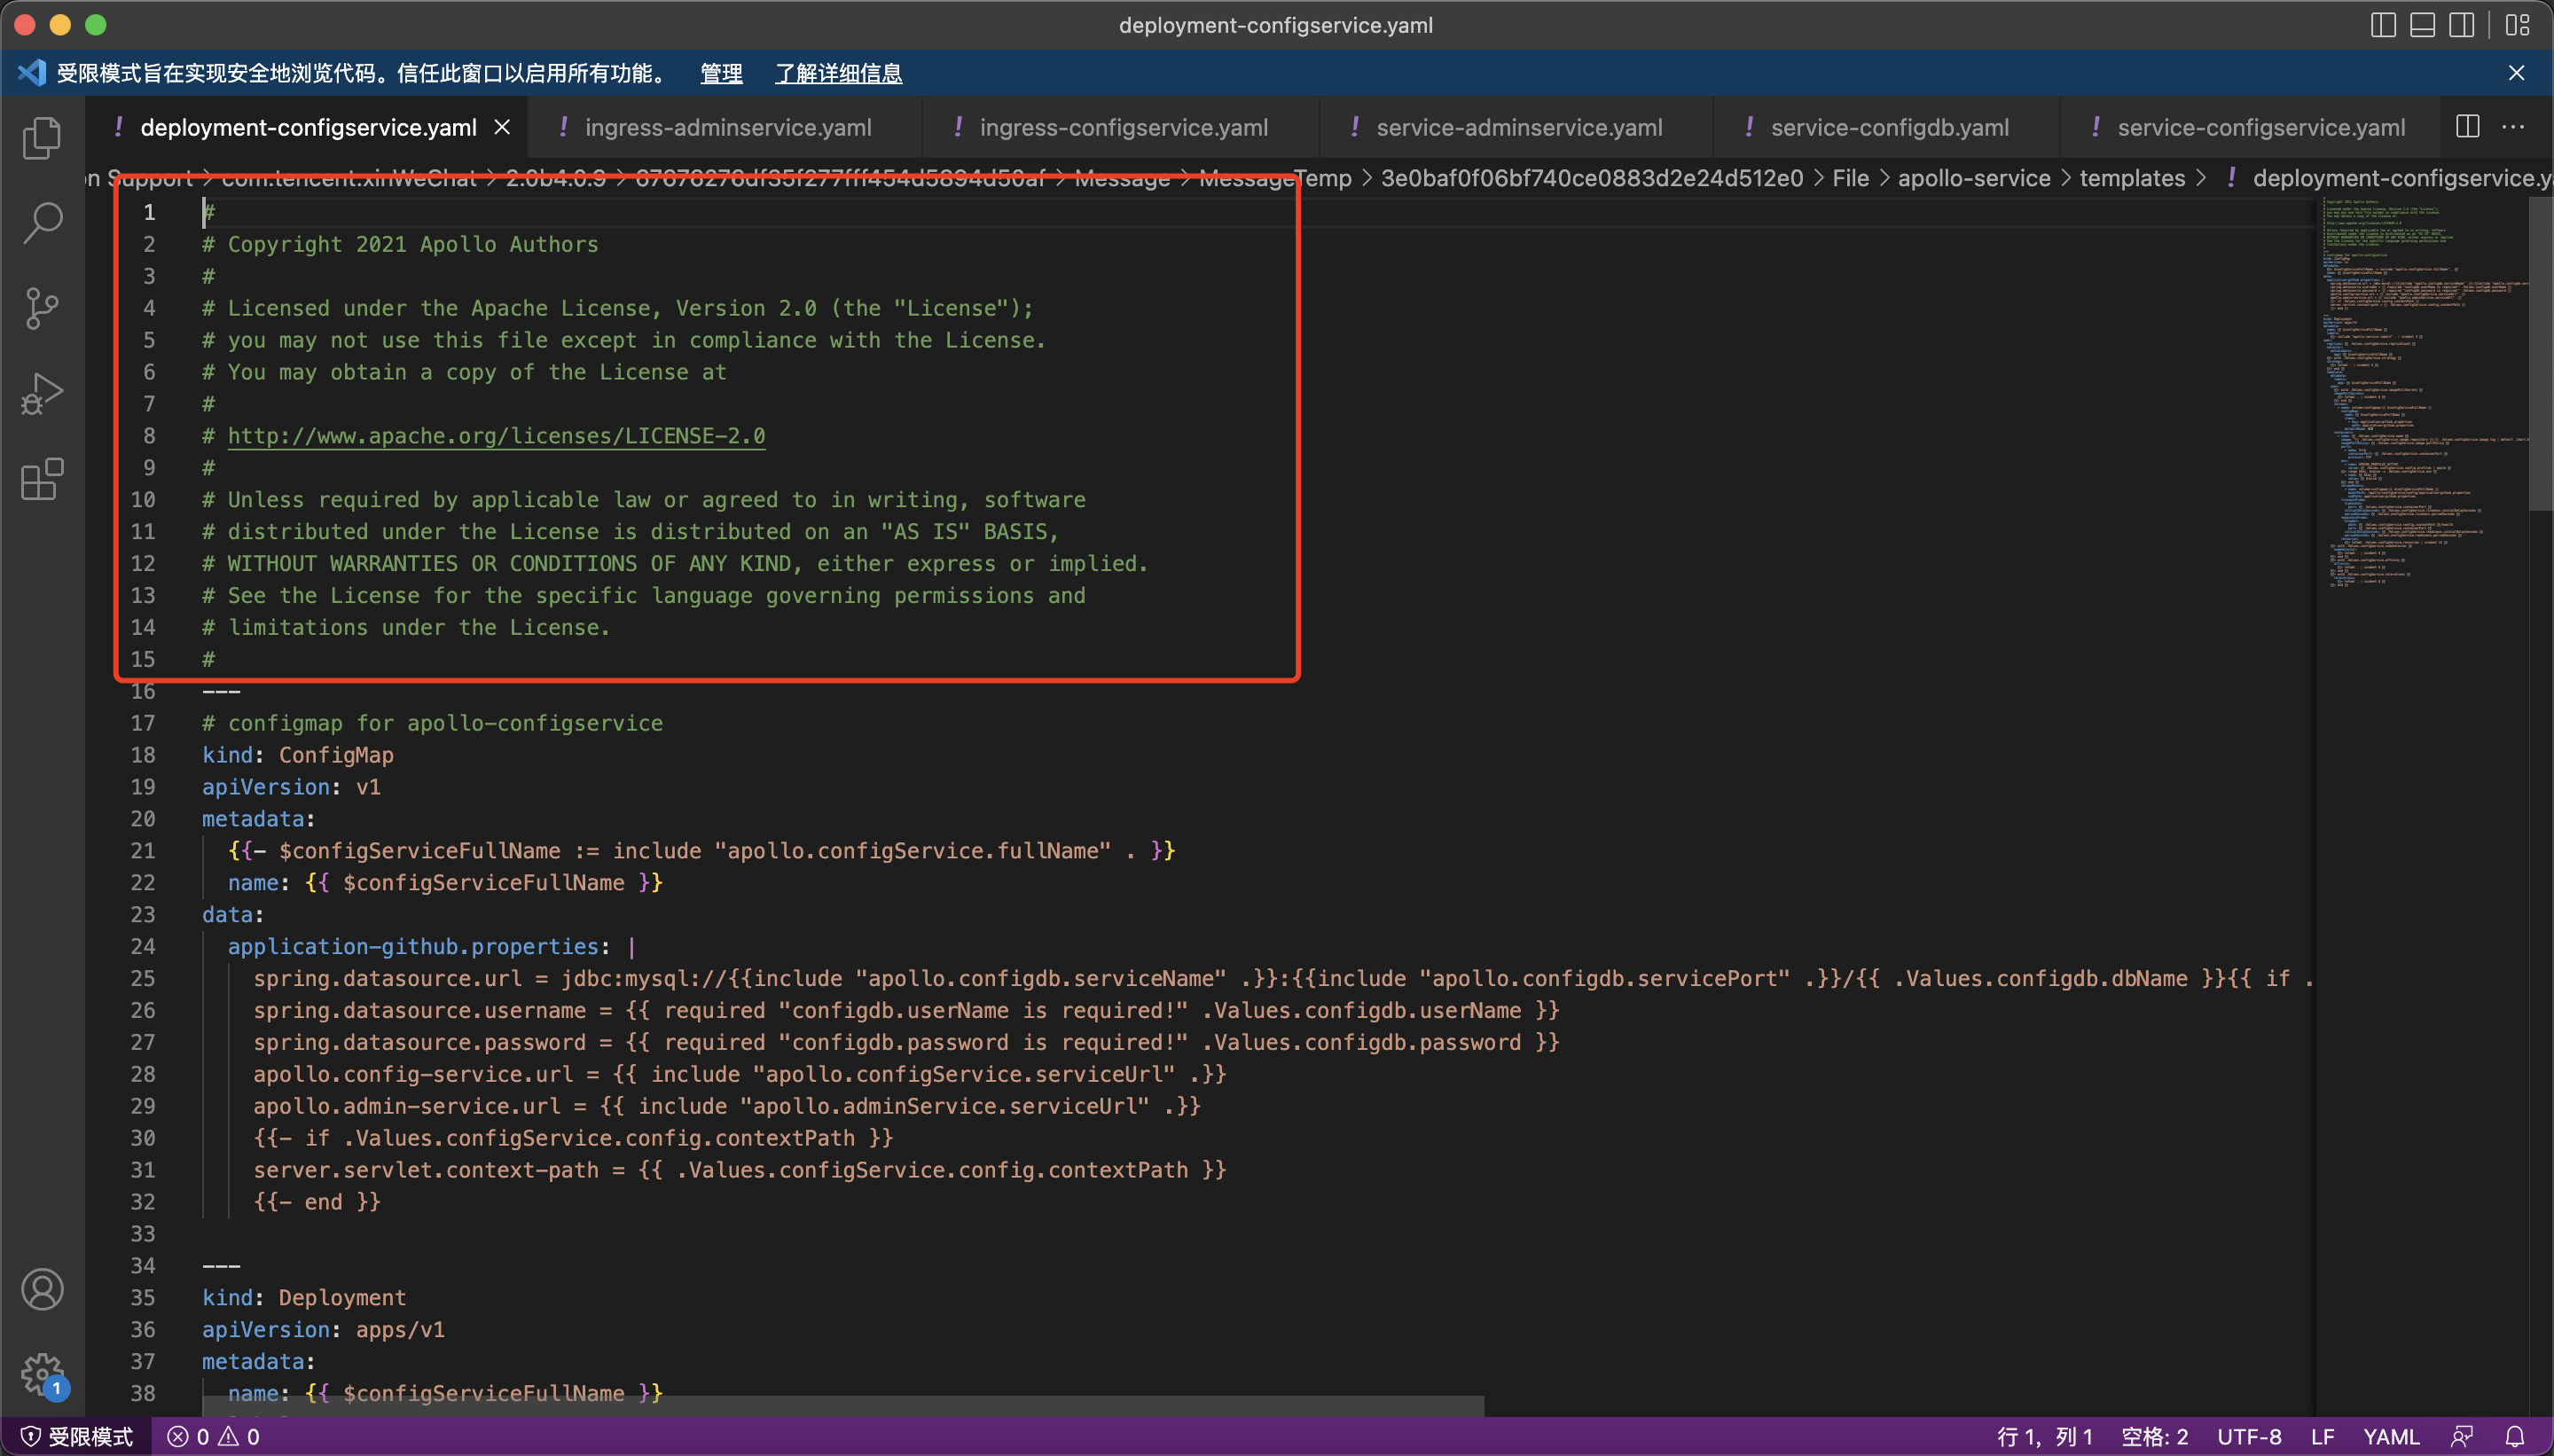 deployment-configservice.yaml
受限模式旨在实现安全地浏览代码。信任此窗口以启用所有功能。 管理 了解详细信息
! deployment-configservice.yaml ! ingress-adminservice.yaml ! ingress-configservice.yaml ! service-adminservice.yaml ! service-configdb.yaml ! service-configservice.yaml
n Support > com.tencent.xinWeChat > 2.0b4.0.9 > > Message > MessageTemp > 3e0baf0f06bf740ce0883d2e24d512e0 > File > apollo-service > templates > ! deployment-configservice.y
1 #
2 # Copyright 2021 Apollo Authors
3 #
4 # Licensed under the Apache License, Version 2.0 (the "License");
5 # you may not use this file except in compliance with the License.
6 # You may obtain a copy of the License at
7 #
8 # http://www.apache.org/licenses/LICENSE-2.0
9 #
10 # Unless required by applicable law or agreed to in writing, software
11 # distributed under the License is distributed on an "AS IS" BASIS,
12 # WITHOUT WARRANTIES OR CONDITIONS OF ANY KIND, either express or implied.
13 # See the License for the specific language governing permissions and
14 # limitations under the License.
15 #
16 ---
17 # configmap for apollo-configservice
18 kind: ConfigMap
19 apiVersion: v1
20 metadata:
21 {{- $configServiceFullName := include "apollo.configService.fullName" . }}
22 name: {{ $configServiceFullName }}
23 data:
24 application-github.properties: |
25 spring.datasource.url = jdbc:mysql://{{include "apollo.configdb.serviceName" .}}:{{include "apollo.configdb.servicePort" .}}/{{ .Values.configdb.dbName }}{{ if .
26 spring.datasource.username = {{ required "configdb.userName is required!" .Values.configdb.userName }}
27 spring.datasource.password = {{ required "configdb.password is required!" .Values.configdb.password }}
28 apollo.config-service.url = {{ include "apollo.configService.serviceUrl" .}}
29 apollo.admin-service.url = {{ include "apollo.adminService.serviceUrl" .}}
30 {{- if .Values.configService.config.contextPath }}
31 server.servlet.context-path = {{ .Values.configService.config.contextPath }}
32 {{- end }}
33
34 ---
35 kind: Deployment
36 apiVersion: apps/v1
37 metadata:
38 name: {{ $configServiceFullName }}
1
受限模式 0 0 行 1，列 1 空格: 2 UTF-8 LF YAML